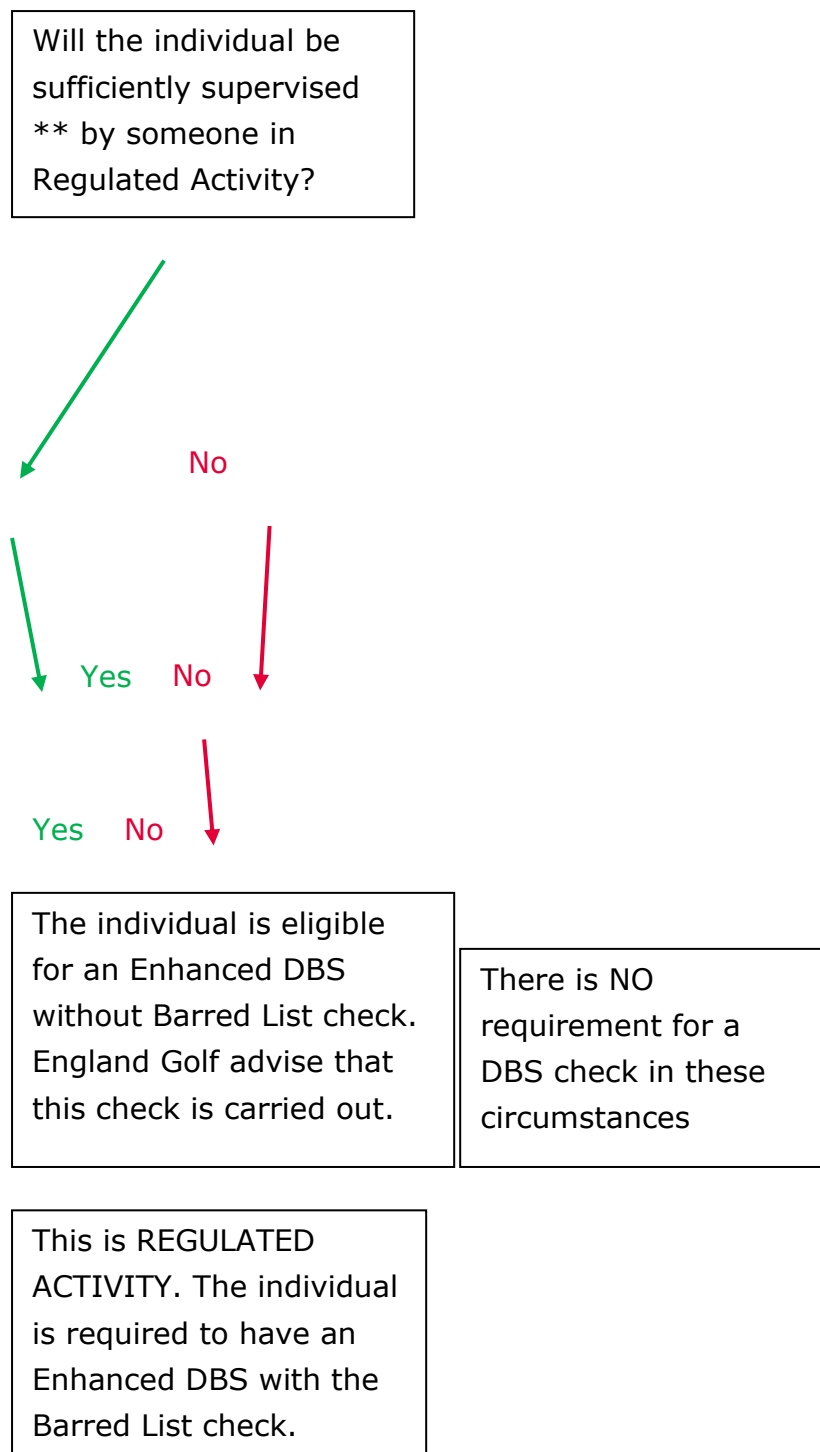 Will the individual be
sufficiently supervised
** by someone in
Regulated Activity?
No
Yes No
Yes No
The individual is eligible
for an Enhanced DBS
without Barred List check.
England Golf advise that
this check is carried out.
There is NO
requirement for a
DBS check in these
circumstances
This is REGULATED
ACTIVITY. The individual
is required to have an
Enhanced DBS with the
Barred List check.